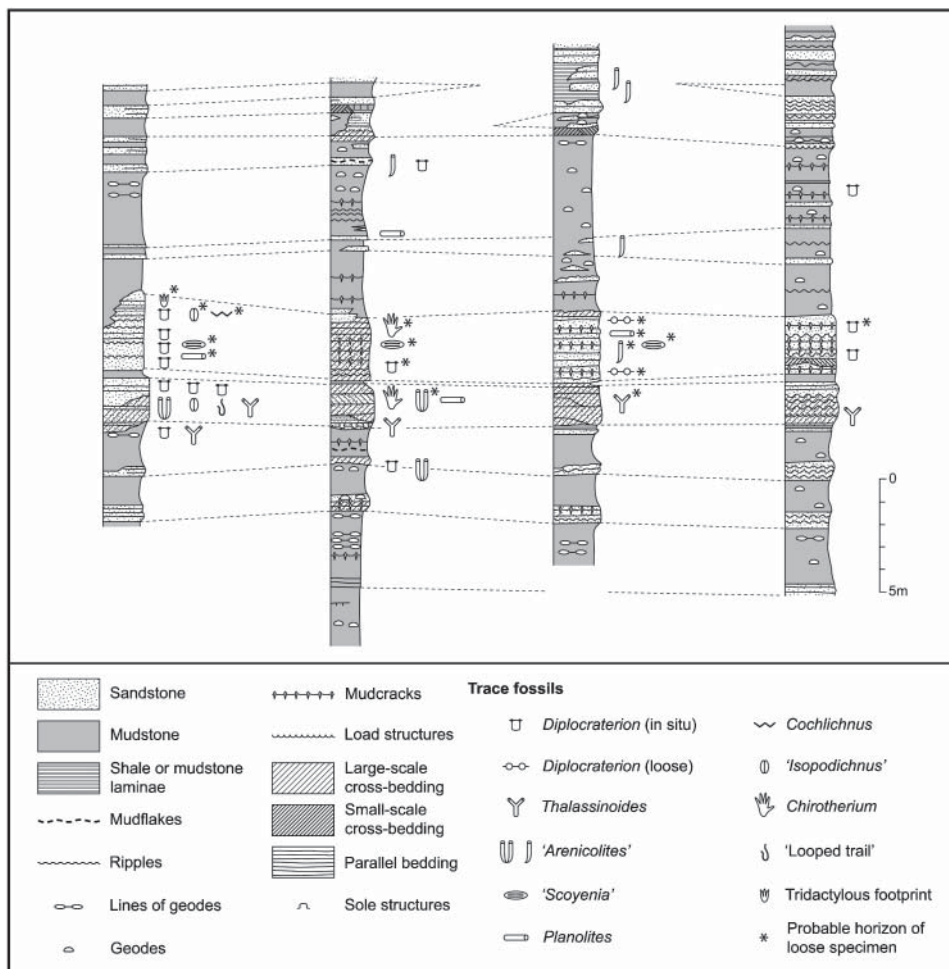 0
5m
Sandstone
Mudstone
Shale or mudstone
laminae
Mudflakes
Ripples
Lines of geodes
Geodes
Mudcracks
Load structures
Large-scale
cross-bedding
Small-scale
cross-bedding
Parallel bedding
Sole structures
Trace fossils
Diplocraterion (in situ)
Diplocraterion (loose)
Thalassinoides
'Arenicolites'
'Scoyenia'
Planolites
Cochlichnus
'Isopodichnus'
Chirotherium
'Looped trail'
Tridactylous footprint
* Probable horizon of
loose specimen